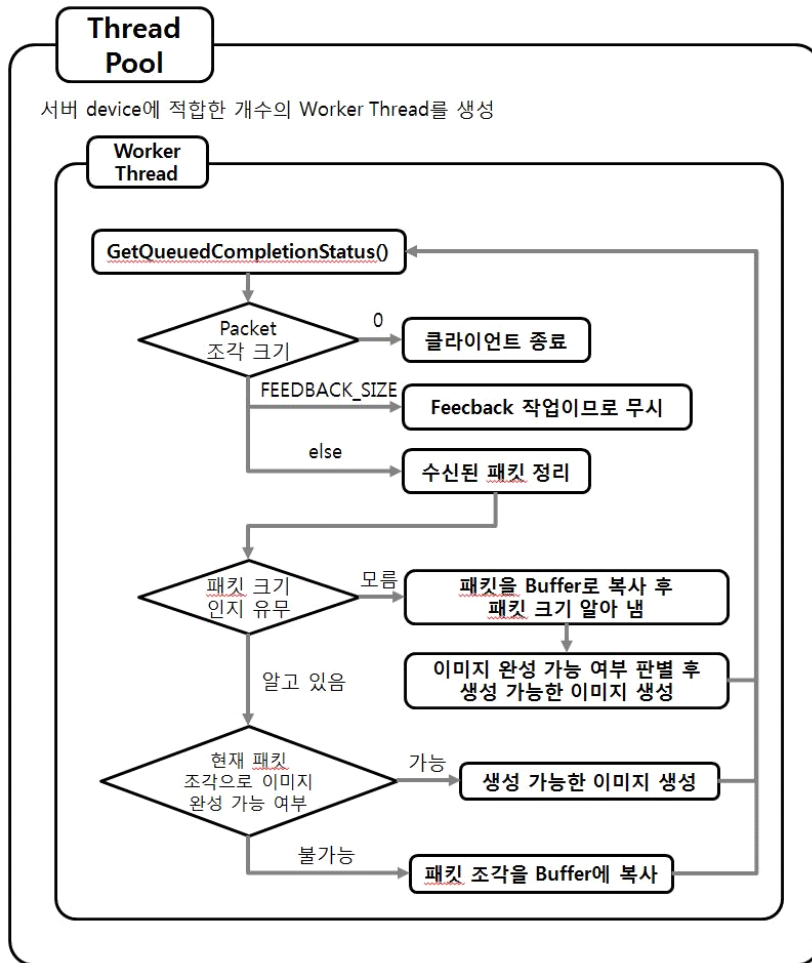 Thread
Pool
서버 device에 적합한 개수의 Worker Thread를 생성
Worker
Thread
GetQueuedCompletionStatus()
Packet
조각 크기
0
클라이언트 종료
FEEDBACK_SIZE
Feecback 작업이므로 무시
else
수신된 패킷 정리
패킷 크기
인지 유무
모름
패킷을 Buffer로 복사 후
패킷 크기 알아 냄
이미지 완성 가능 여부 판별 후
생성 가능한 이미지 생성
알고 있음
현재 패킷
조각으로 이미지
완성 가능 여부
가능
생성 가능한 이미지 생성
불가능
패킷 조각을 Buffer에 복사